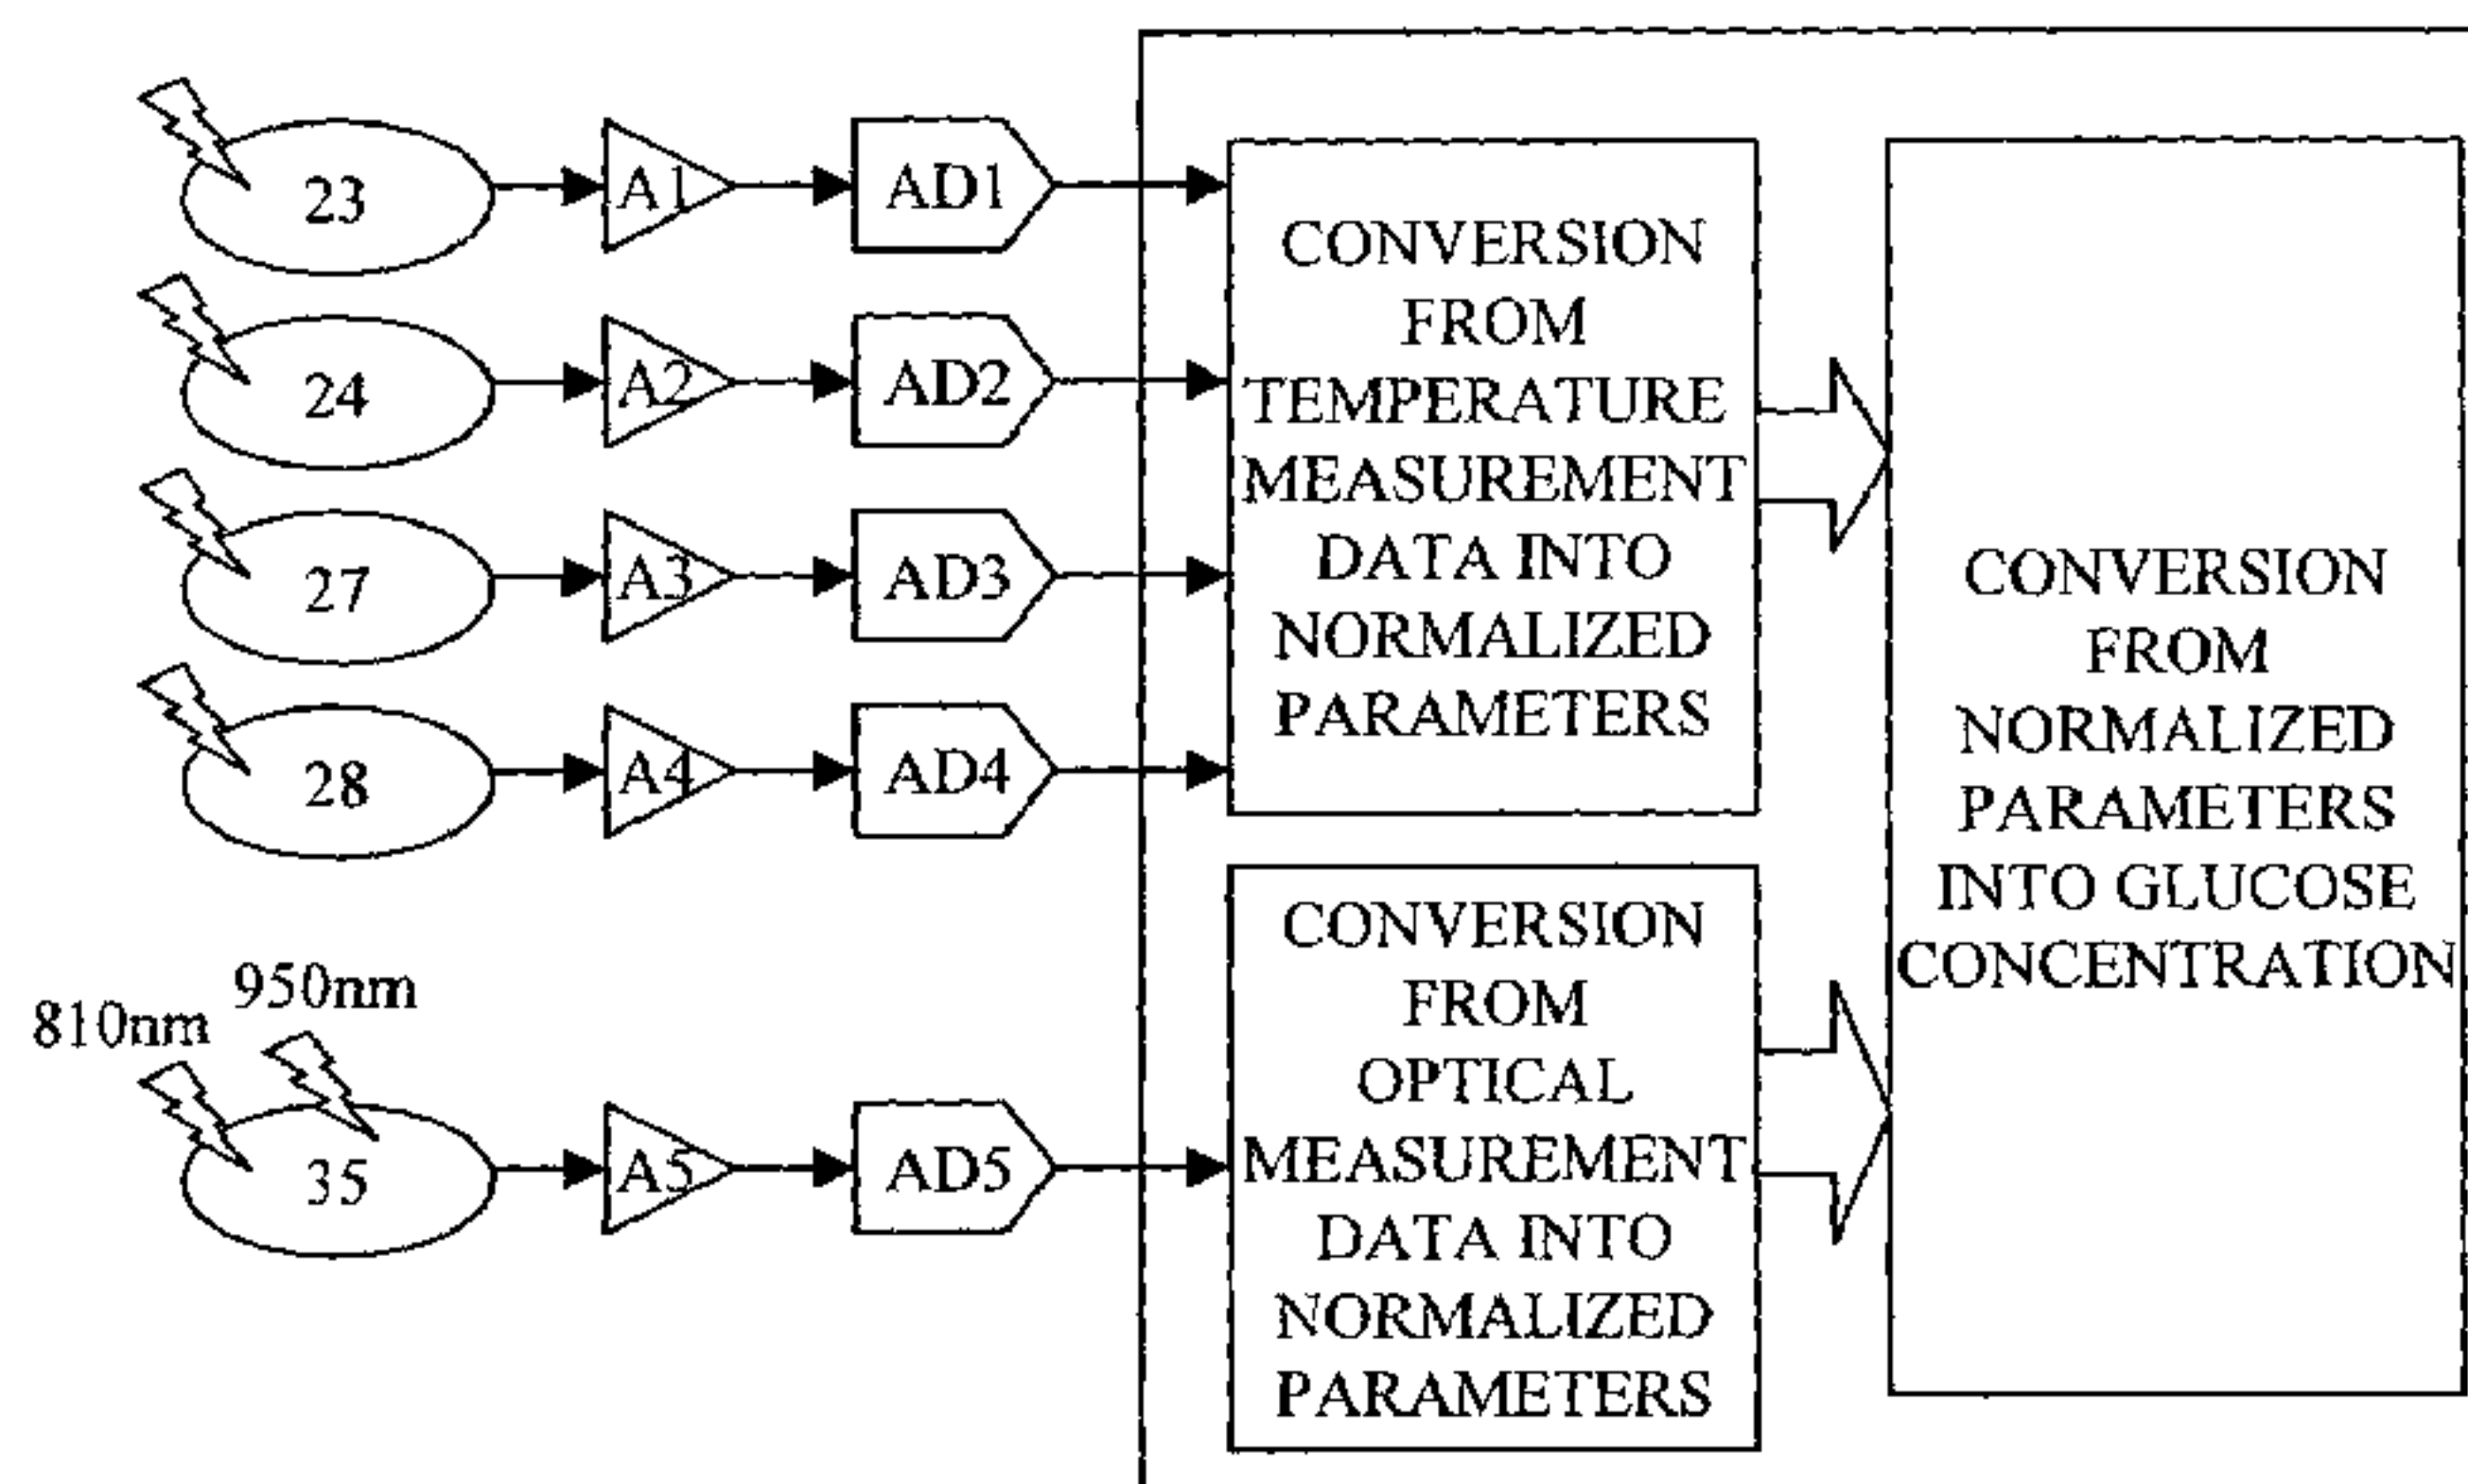 23
A1
AD1
24
A2
AD2
27
A3
AD3
28
A4
AD4
CONVERSION
FROM
TEMPERATURE
MEASUREMENT
DATA INTO
NORMALIZED
PARAMETERS
810nm
950nm
35
A5
AD5
CONVERSION
FROM
OPTICAL
MEASUREMENT
DATA INTO
NORMALIZED
PARAMETERS
CONVERSION
FROM
NORMALIZED
PARAMETERS
INTO GLUCOSE
CONCENTRATION